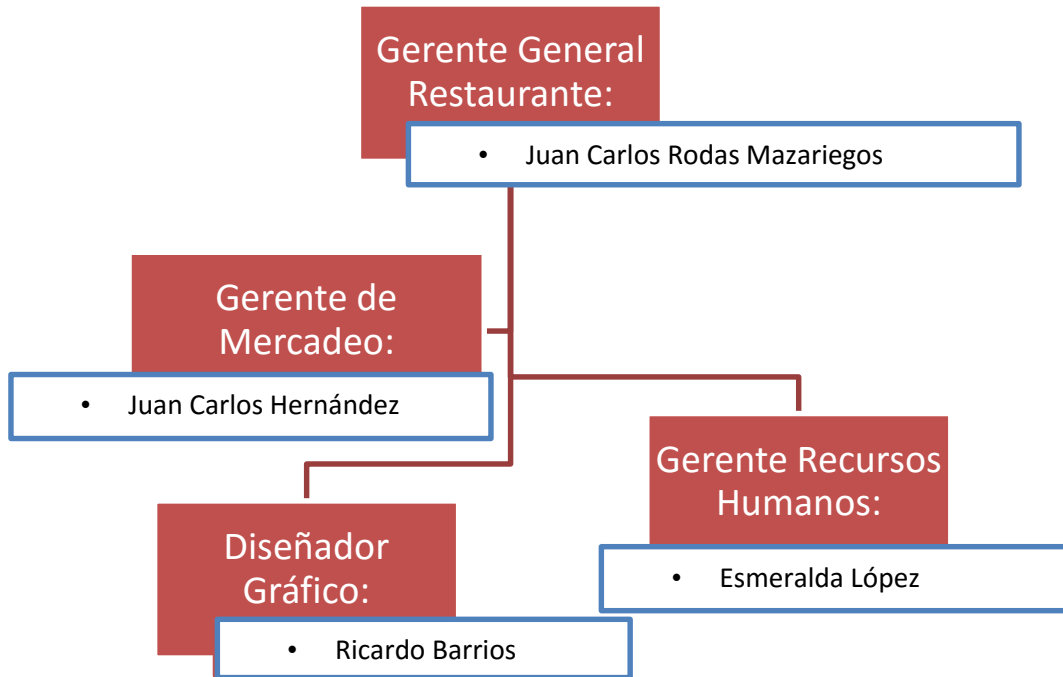 Gerente General
Restaurante:
• Juan Carlos Rodas Mazariegos
Gerente de
Mercadeo:
• Juan Carlos Hernández
Gerente Recursos
Humanos:
• Esmeralda López
Diseñador
Gráfico:
• Ricardo Barrios